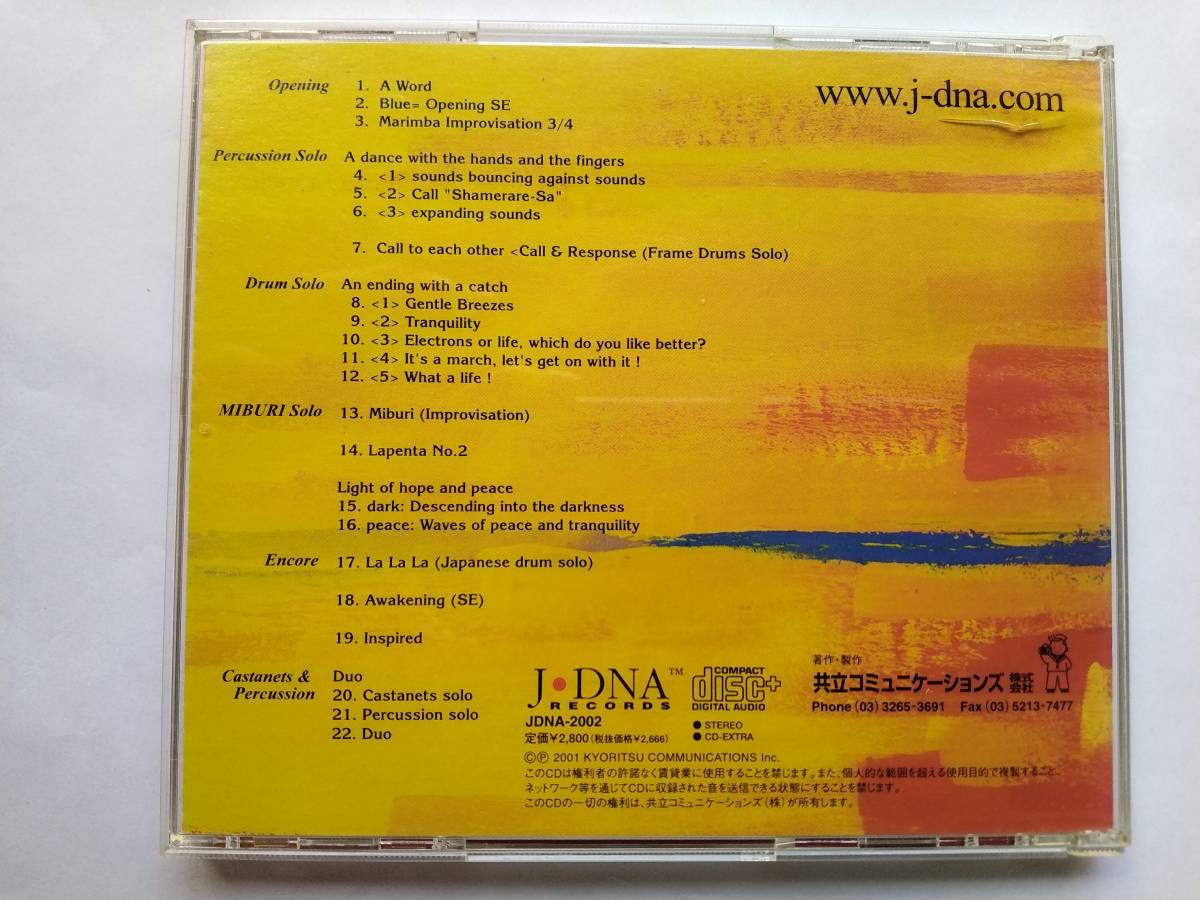 www.j-dna.com
Opening 1. A Word
2. Blue= Opening SE
3. Marimba Improvisation 3/4
Percussion Solo A dance with the hands and the fingers
4. <1> sounds bouncing against sounds
5. <2> Call "Shamerare-Sa"
6. <3> expanding sounds
7. Call to each other <Call & Response (Frame Drums Solo)
Drum Solo An ending with a catch
8. <1> Gentle Breezes
9. <2> Tranquility
10. <3> Electrons or life, which do you like better?
11. <4> It's a march, let's get on with it !
12. <5> What a life !
MIBURI Solo 13. Miburi (Improvisation)
14. Lapenta No.2
Light of hope and peace
15. dark: Descending into the darkness
16. peace: Waves of peace and tranquility
Encore 17. La La La (Japanese drum solo)
18. Awakening (SE)
19. Inspired
Castanets & Percussion Duo
20. Castanets solo
21. Percussion solo
22. Duo
J•DNA™
RECORDS
JDNA-2002
定価¥2,800(税抜価格¥2,666)
COMPACT
disc+
DIGITAL AUDIO
● STEREO
● CD-EXTRA
著作・製作
共立コミュニケーションズ株式会社
Phone (03) 3265-3691 Fax (03) 5213-7477
©℗ 2001 KYORITSU COMMUNICATIONS Inc.
このCDは権利者の許諾なく賃貸業に使用することを禁じます。また、個人的な範囲を超える使用目的で複製すること、
ネットワーク等を通じてCDに収録された音を送信できる状態にすることを禁じます。
このCDの一切の権利は、共立コミュニケーションズ(株)が所有します。